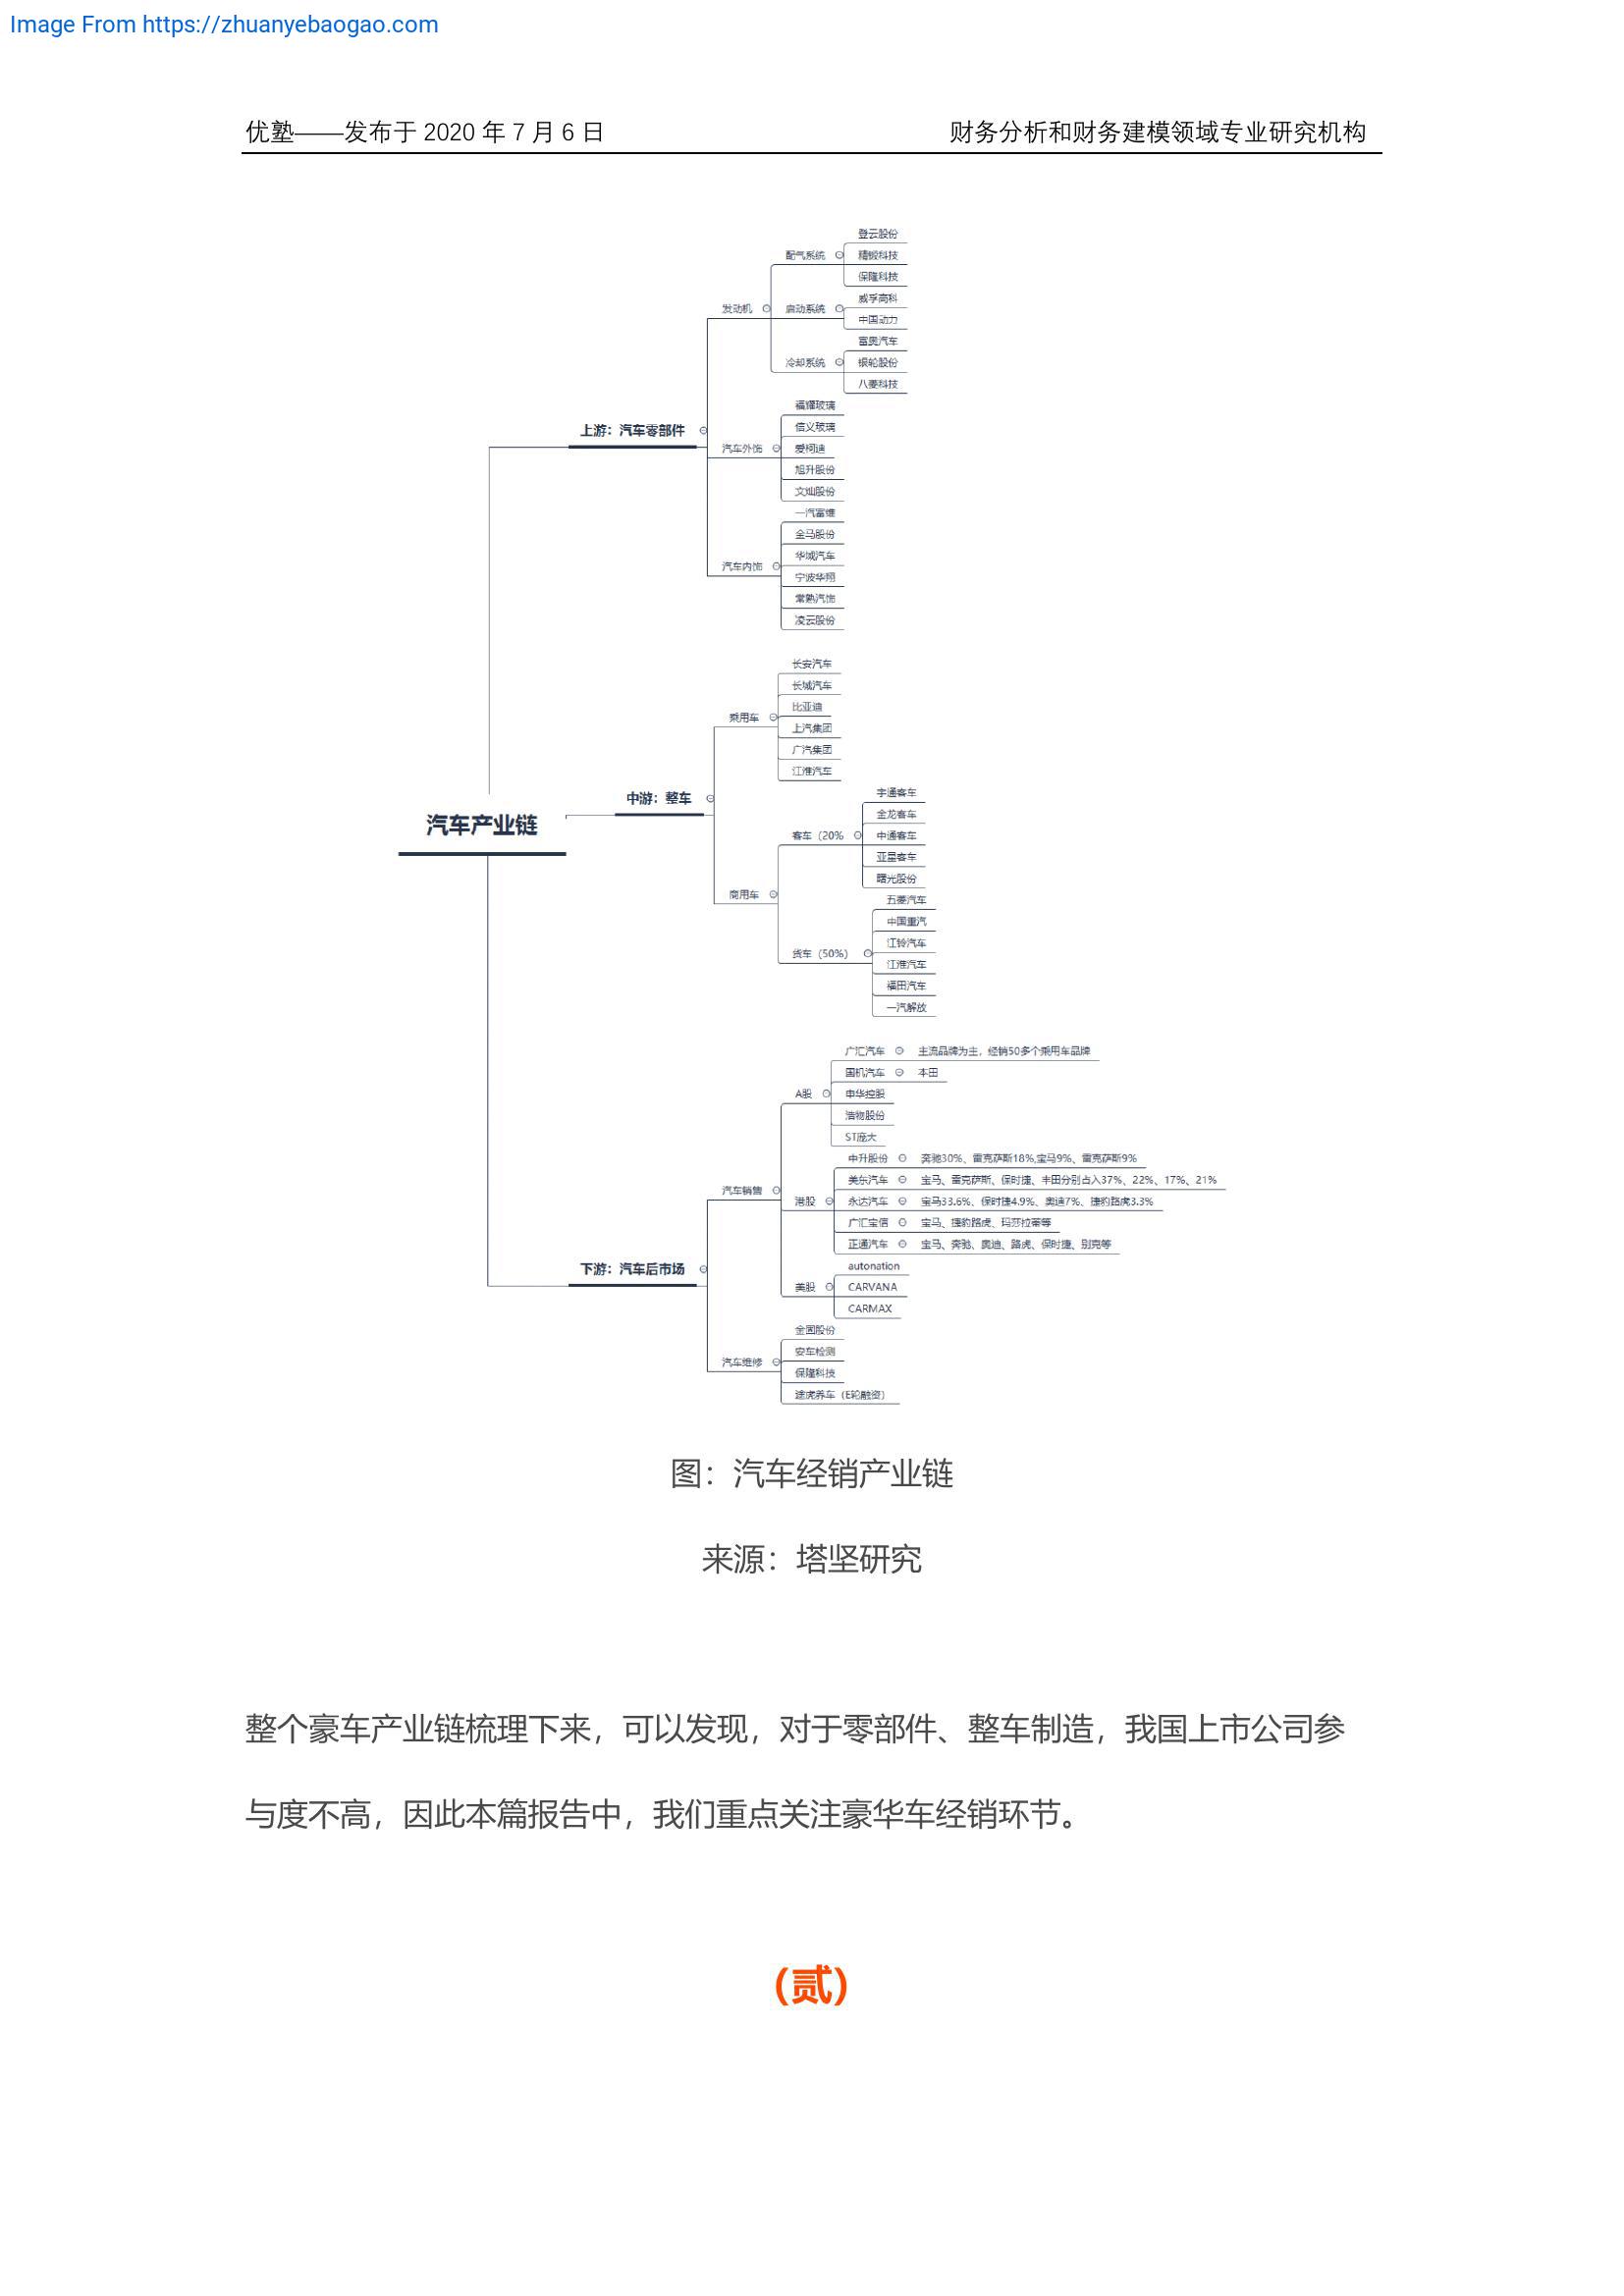 Image From https://zhuanyebaogao.com
优塾——发布于 2020 年 7 月 6 日
财务分析和财务建模领域专业研究机构
汽车产业链
上游：汽车零部件
发动机
配气系统
登云股份
精锻科技
保隆科技
启动系统
威孚高科
中国动力
冷却系统
富奥汽车
银轮股份
八菱科技
汽车外饰
福耀玻璃
信义玻璃
爱柯迪
旭升股份
文灿股份
汽车内饰
一汽富维
金马股份
华域汽车
宁波华翔
常熟汽饰
凌云股份
中游：整车
乘用车
长安汽车
长城汽车
比亚迪
上汽集团
广汽集团
江淮汽车
商用车
客车（20%
宇通客车
金龙客车
中通客车
亚星客车
曙光股份
货车（50%）
五菱汽车
中国重汽
江铃汽车
江淮汽车
福田汽车
一汽解放
下游：汽车后市场
汽车销售
A股
广汇汽车
主流品牌为主，经销50多个乘用车品牌
国机汽车
本田
申华控股
浩物股份
ST庞大
港股
中升股份
奔驰30%、雷克萨斯18%,宝马9%、雷克萨斯9%
美东汽车
宝马、雷克萨斯、保时捷、丰田分别占入37%、22%、17%、21%
永达汽车
宝马33.6%、保时捷4.9%、奥迪7%、捷豹路虎3.3%
广汇宝信
宝马、捷豹路虎、玛莎拉蒂等
正通汽车
宝马、奔驰、奥迪、路虎、保时捷、别克等
美股
autonation
CARVANA
CARMAX
汽车维修
金固股份
安车检测
保隆科技
途虎养车（E轮融资）
图：汽车经销产业链
来源：塔坚研究
整个豪车产业链梳理下来，可以发现，对于零部件、整车制造，我国上市公司参
与度不高，因此本篇报告中，我们重点关注豪华车经销环节。
(贰)